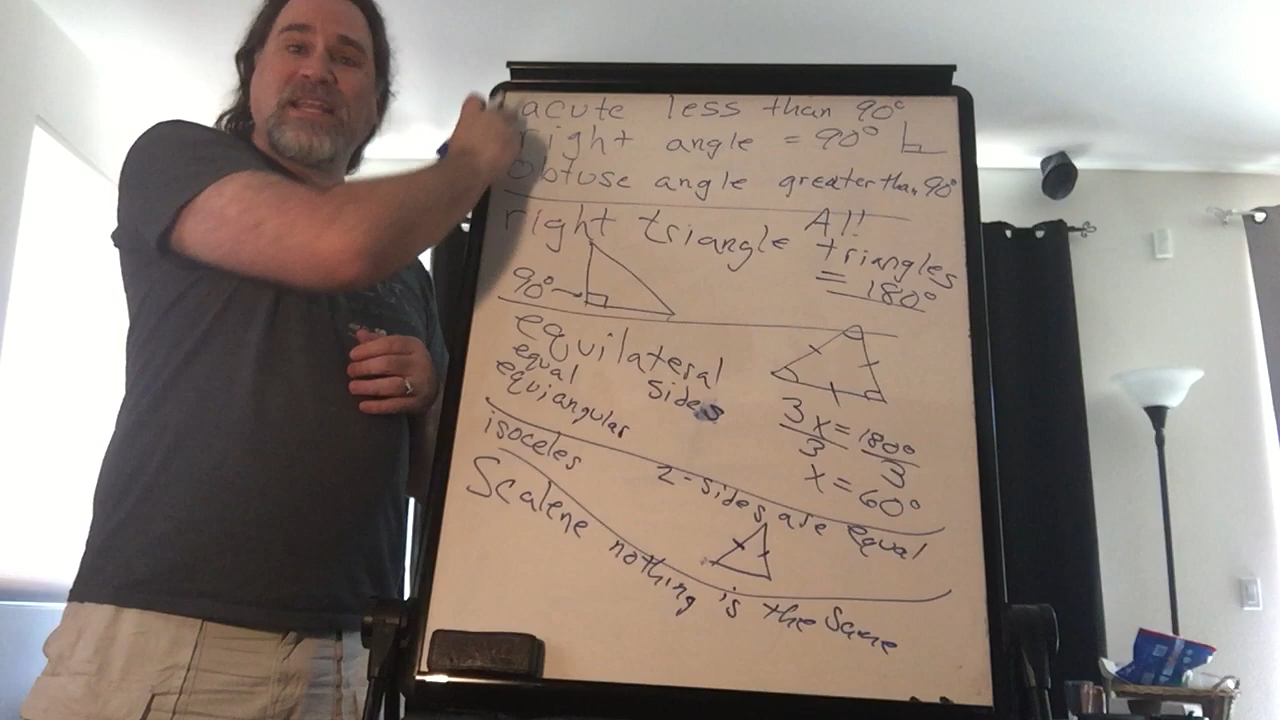 acute less than 90°
right angle = 90°
obtuse angle greater than 90°
right triangle
All
triangles
= 180°
90°
equilateral
equal sides
equiangular
3x = 180°
3 3
x = 60°
isoceles 2-sides are equal
Scalene nothing is the same